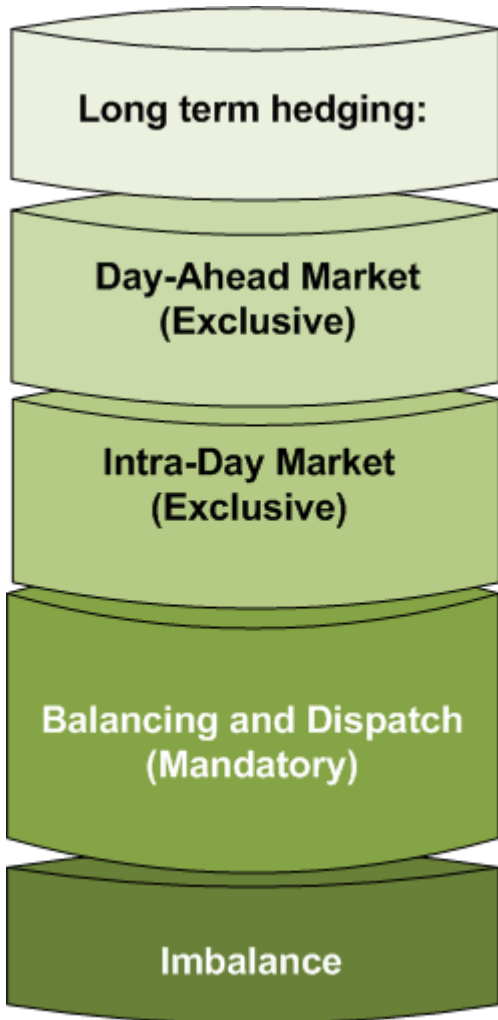 Long term hedging:
Day-Ahead Market
(Exclusive)
Intra-Day Market
(Exclusive)
Balancing and Dispatch
(Mandatory)
Imbalance